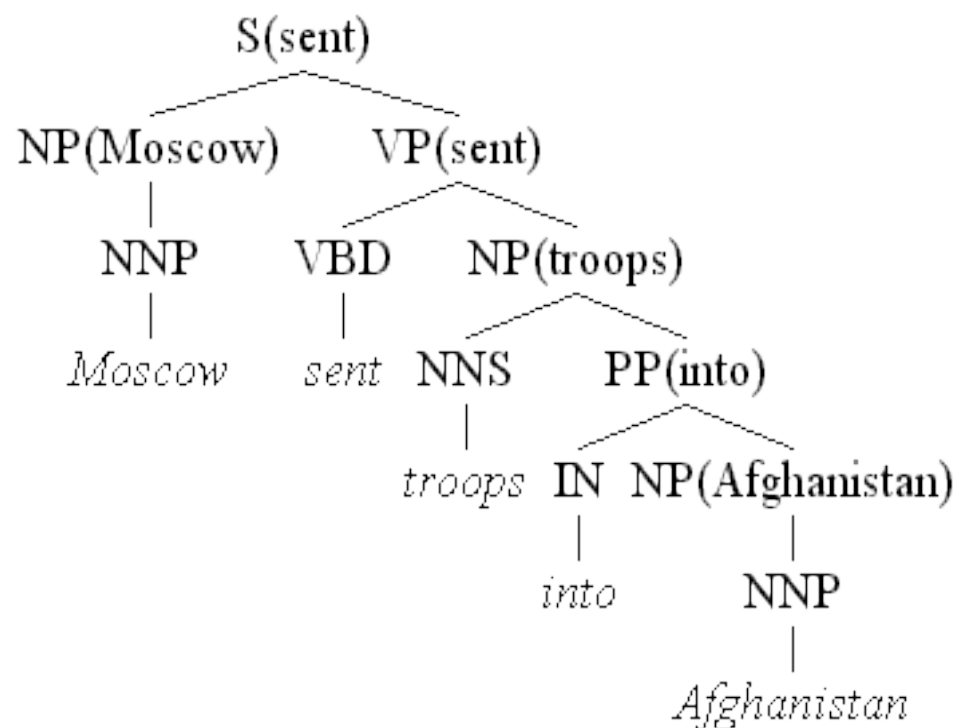 S(sent)
NP(Moscow) VP(sent)
NNP VBD NP(troops)
Moscow sent NNS PP(into)
troops IN NP(Afghanistan)
into NNP
Afghanistan